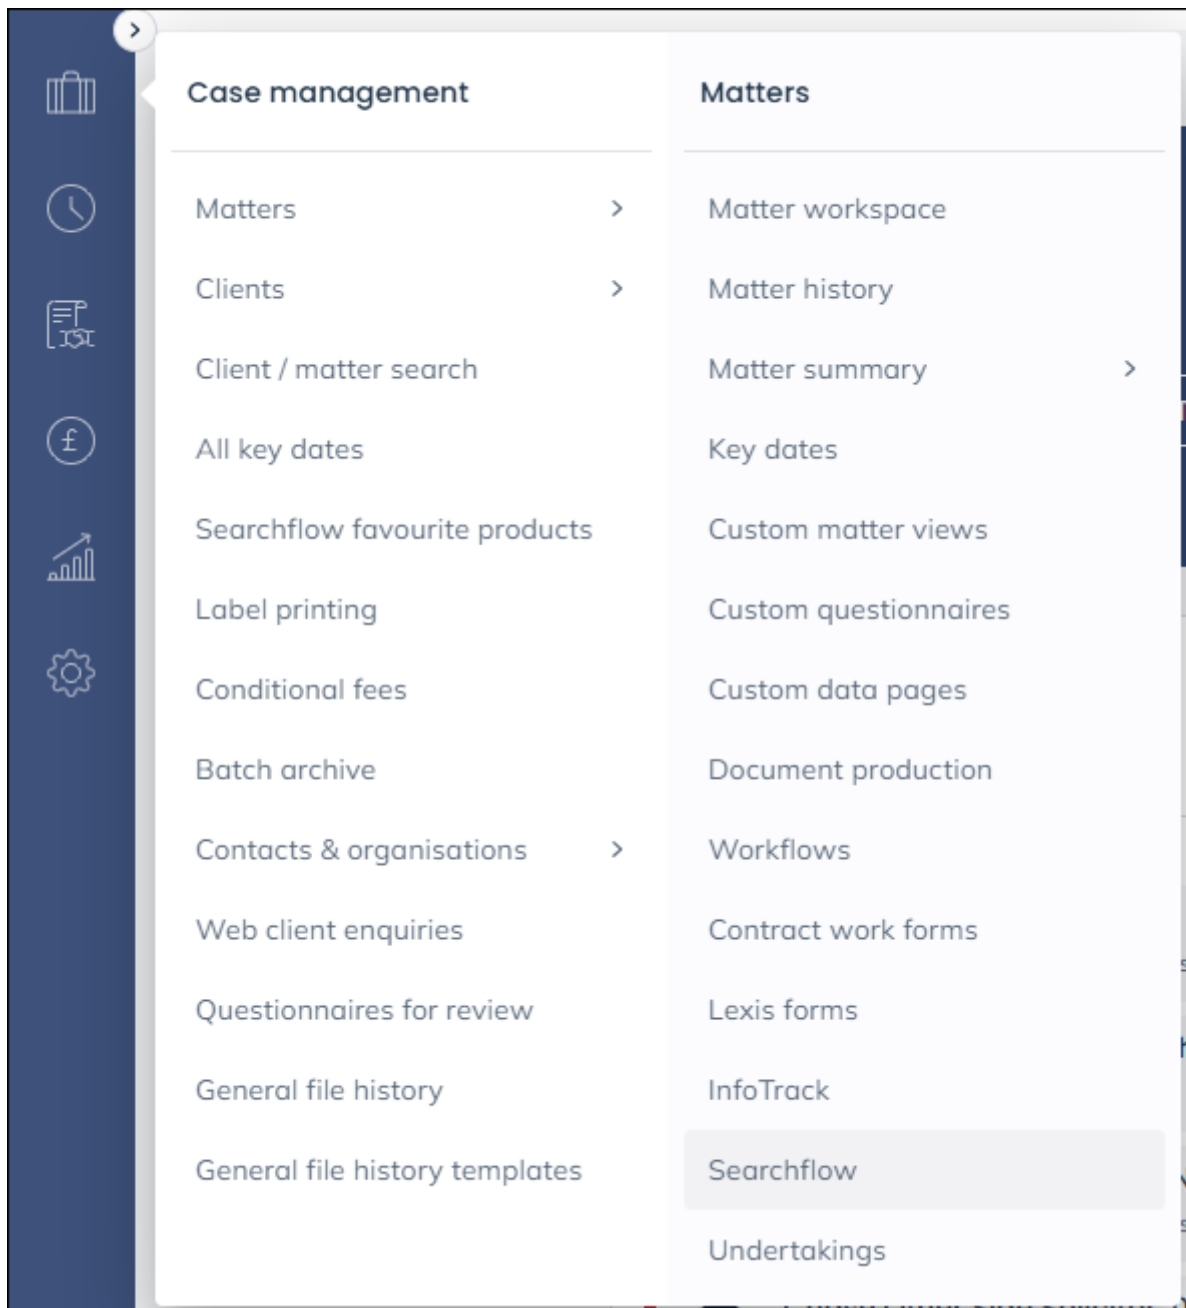 Case management
Matters
Clients
Client / matter search
All key dates
Searchflow favourite products
Label printing
Conditional fees
Batch archive
Contacts & organisations
Web client enquiries
Questionnaires for review
General file history
General file history templates
Matters
Matter workspace
Matter history
Matter summary
Key dates
Custom matter views
Custom questionnaires
Custom data pages
Document production
Workflows
Contract work forms
Lexis forms
InfoTrack
Searchflow
Undertakings